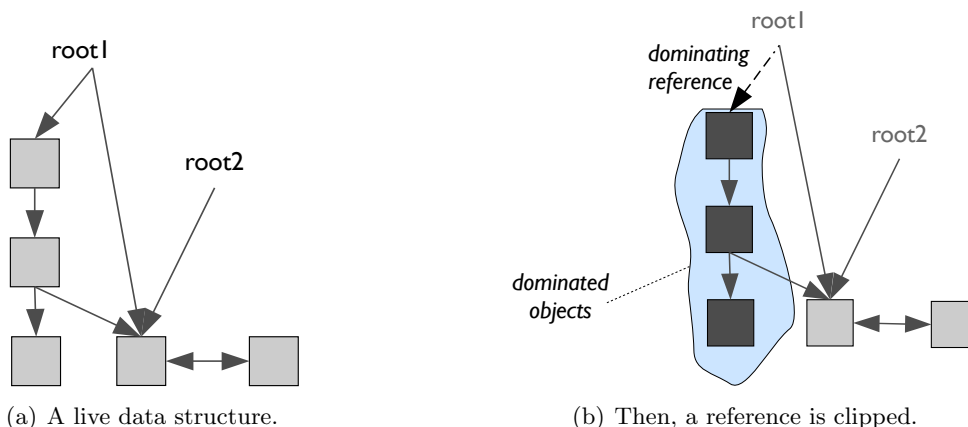 root1
root2
(a) A live data structure.
root1
dominating
reference
root2
dominated
objects
(b) Then, a reference is clipped.